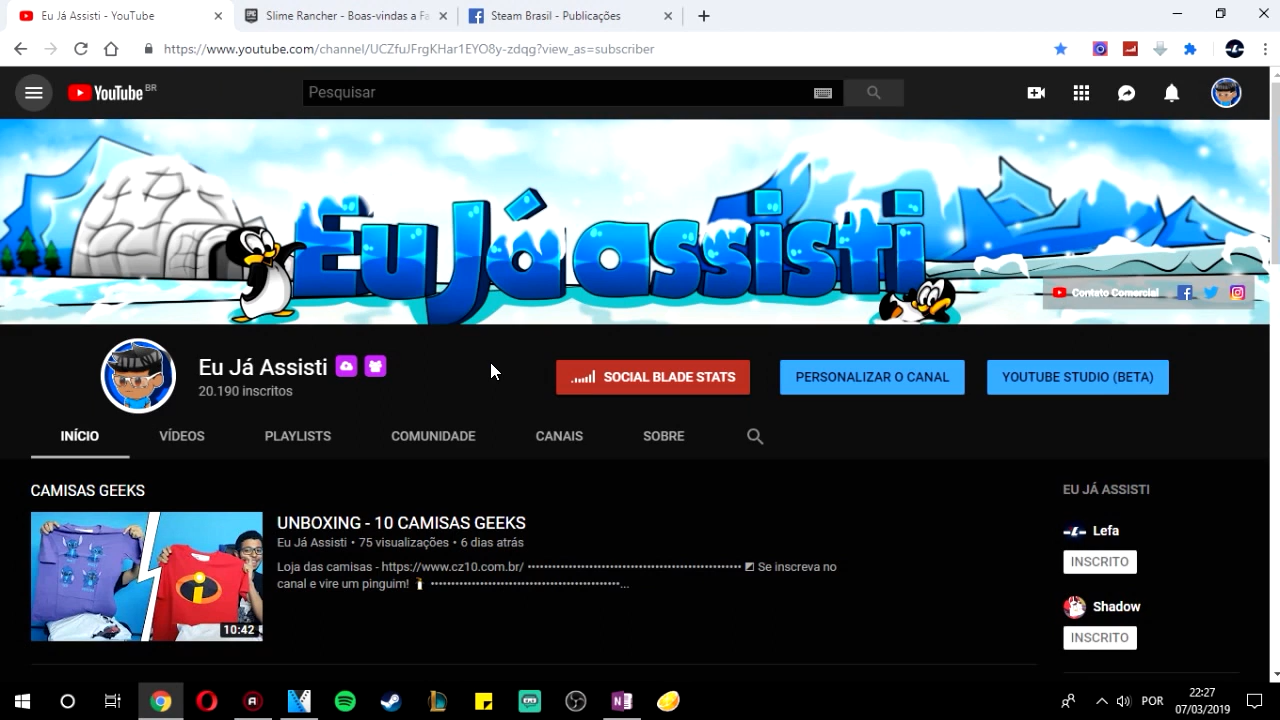 Eu Já Assisti - YouTube
Slime Rancher - Boas-vindas a Fa
Steam Brasil - Publicações
https://www.youtube.com/channel/UCZfuJFrgKHar1EYO8y-zdqg?view_as=subscriber
YouTube BR
Pesquisar
Eu Já assisti
Contato Comercial
Eu Já Assisti
20.190 inscritos
SOCIAL BLADE STATS
PERSONALIZAR O CANAL
YOUTUBE STUDIO (BETA)
INÍCIO
VÍDEOS
PLAYLISTS
COMUNIDADE
CANAIS
SOBRE
CAMISAS GEEKS
UNBOXING - 10 CAMISAS GEEKS
Eu Já Assisti • 75 visualizações • 6 dias atrás
Loja das camisas - https://www.cz10.com.br/ ••••••••••••••••••••••••••••••••••••••••••••••••••••• ◩ Se inscreva no
canal e vire um pinguim! 🐧 •••••••••••••••••••••••••••••••••••••••••••••••...
10:42
EU JÁ ASSISTI
Lefa
INSCRITO
Shadow
INSCRITO
POR
22:27
07/03/2019